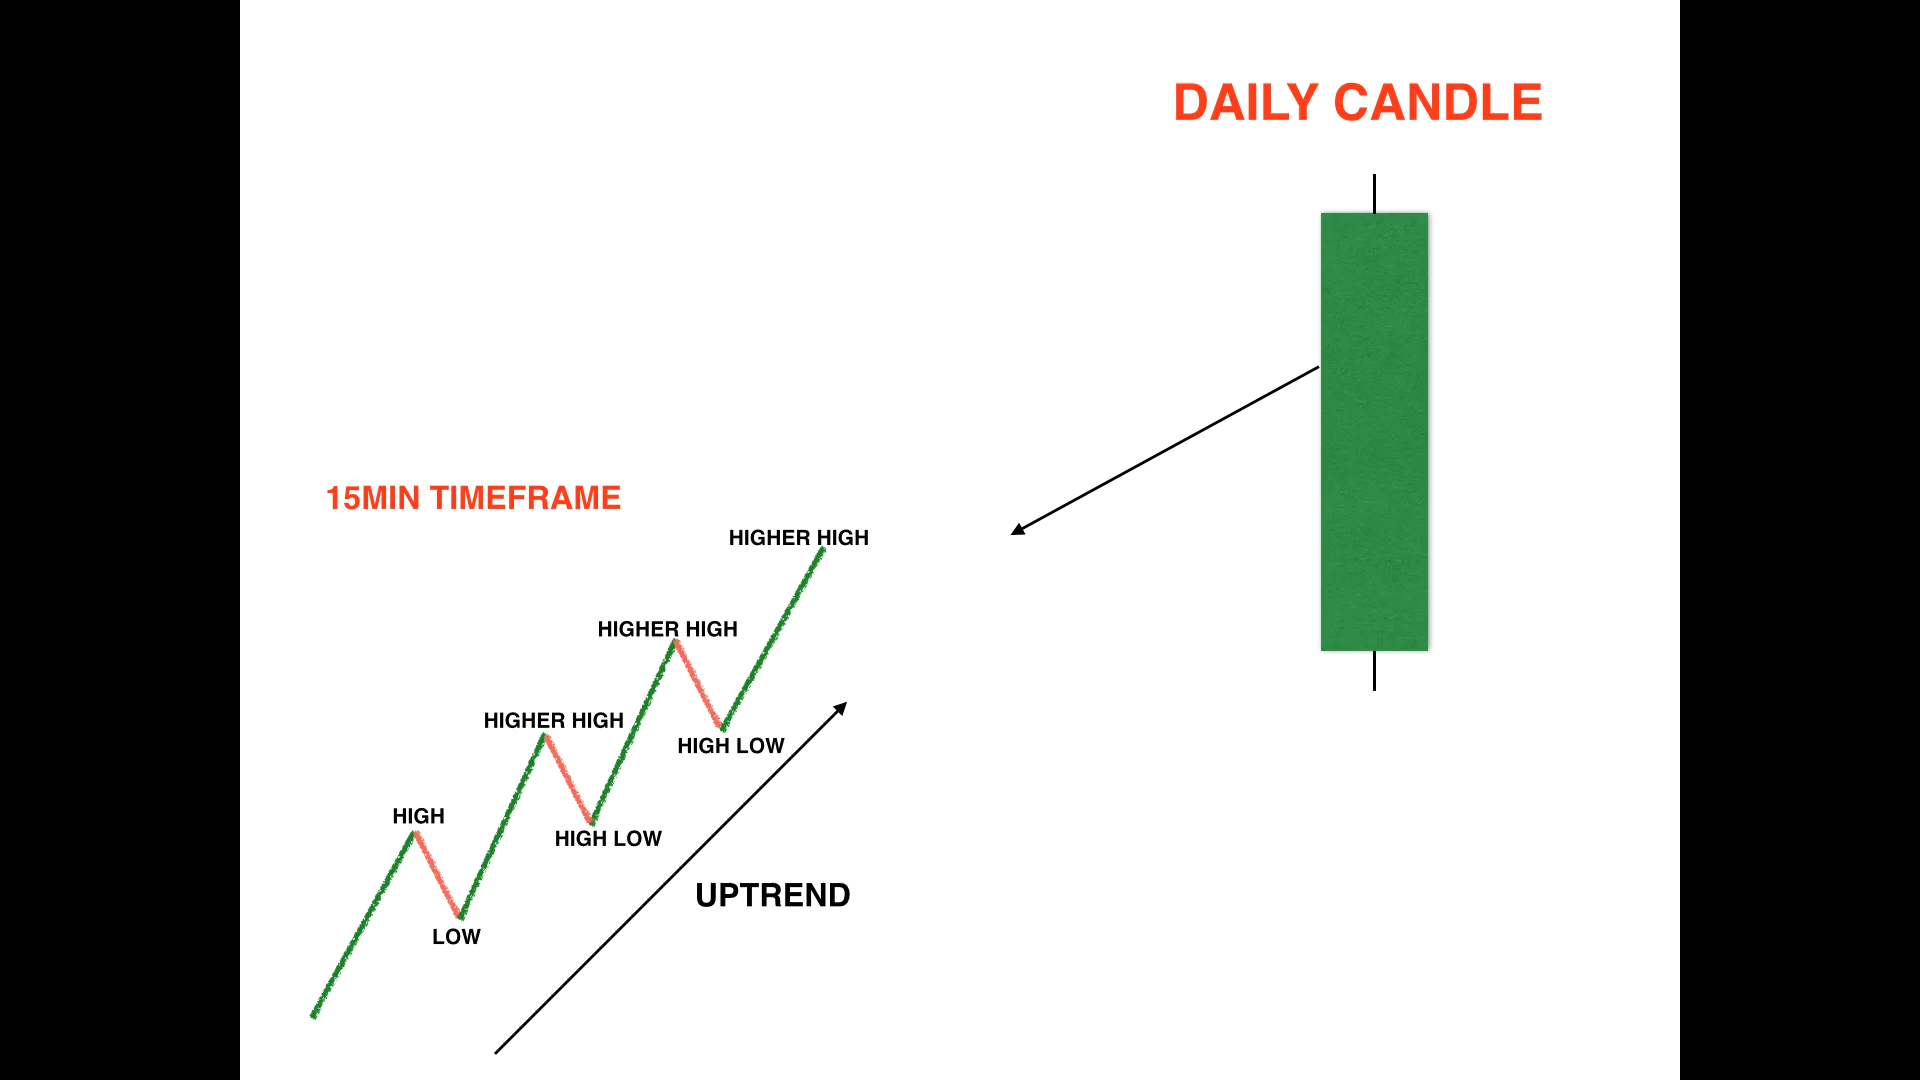 DAILY CANDLE
15MIN TIMEFRAME
HIGHER HIGH
HIGHER HIGH
HIGHER HIGH
HIGH LOW
HIGH
HIGH LOW
UPTREND
LOW